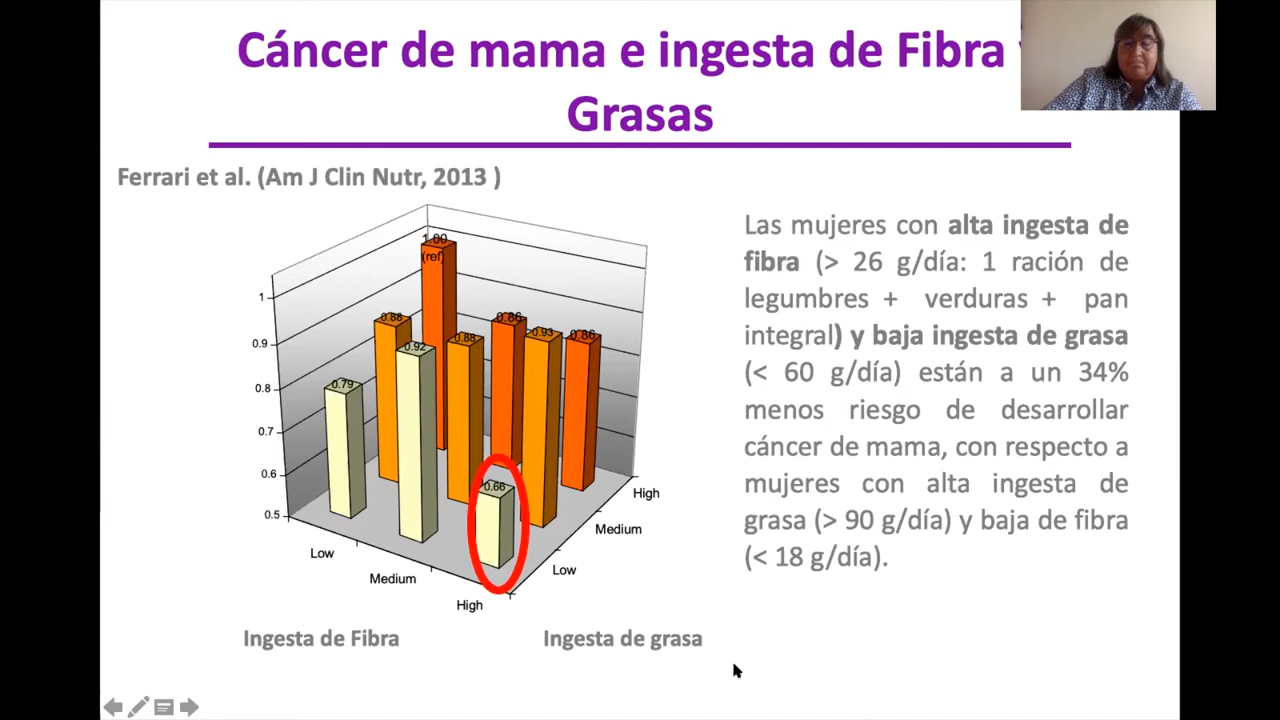 Cáncer de mama e ingesta de Fibra
Grasas
Ferrari et al. (Am J Clin Nutr, 2013 )
Las mujeres con alta ingesta de
fibra (> 26 g/día: 1 ración de
legumbres + verduras + pan
integral) y baja ingesta de grasa
(< 60 g/día) están a un 34%
menos riesgo de desarrollar
cáncer de mama, con respecto a
mujeres con alta ingesta de
grasa (> 90 g/día) y baja de fibra
(< 18 g/día).
1
0.9
0.8
0.7
0.6
0.5
1.00
(ref)
0.88
0.86
0.92
0.88
0.93
0.86
0.79
0.66
Low
Medium
High
Low
Medium
High
Ingesta de Fibra
Ingesta de grasa